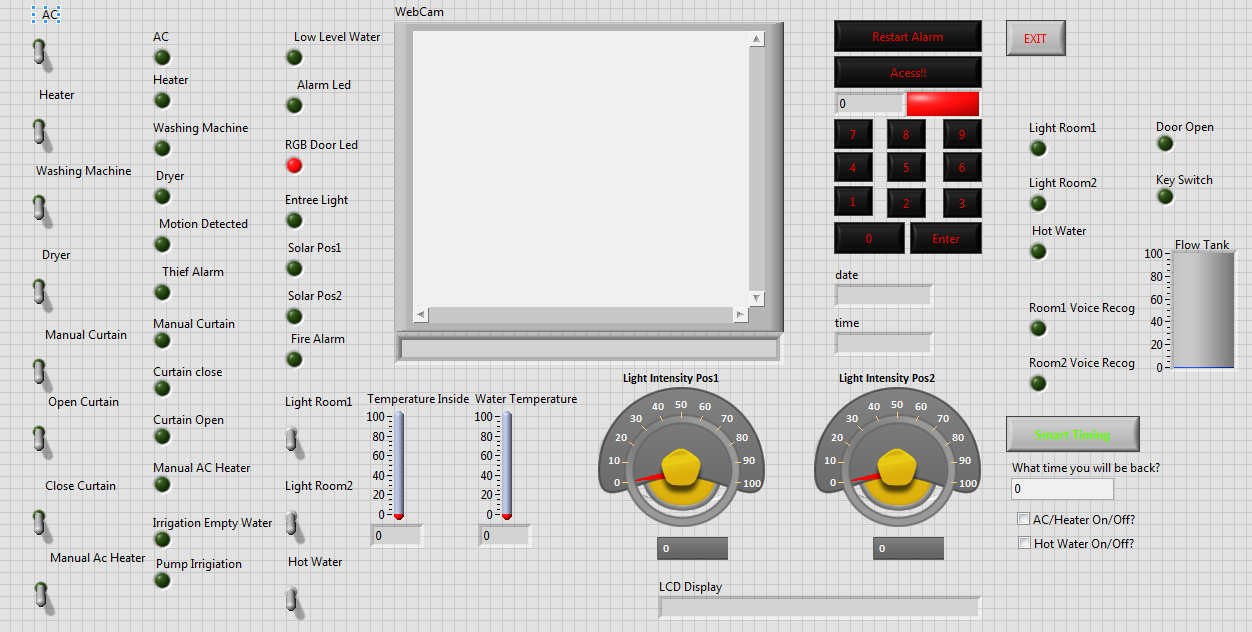 AC
Heater
Washing Machine
Dryer
Manual Curtain
Open Curtain
Close Curtain
Manual Ac Heater
AC
Heater
Washing Machine
Dryer
Motion Detected
Thief Alarm
Manual Curtain
Curtain close
Curtain Open
Manual AC Heater
Irrigation Empty Water
Pump Irrigiation
Low Level Water
Alarm Led
RGB Door Led
Entree Light
Solar Pos1
Solar Pos2
Fire Alarm
Light Room1
Light Room2
Hot Water
WebCam
Temperature Inside
100
80
60
40
20
0
0
Water Temperature
100
80
60
40
20
0
0
Light Intensity Pos1
0 10 20 30 40 50 60 70 80 90 100
0
Light Intensity Pos2
0 10 20 30 40 50 60 70 80 90 100
0
LCD Display
Restart Alarm
Acess!!
0
7 8 9
4 5 6
1 2 3
0 Enter
date
time
EXIT
Light Room1
Light Room2
Hot Water
Room1 Voice Recog
Room2 Voice Recog
Door Open
Key Switch
Flow Tank
100
80
60
40
20
0
Smart Timing
What time you will be back?
0
AC/Heater On/Off?
Hot Water On/Off?